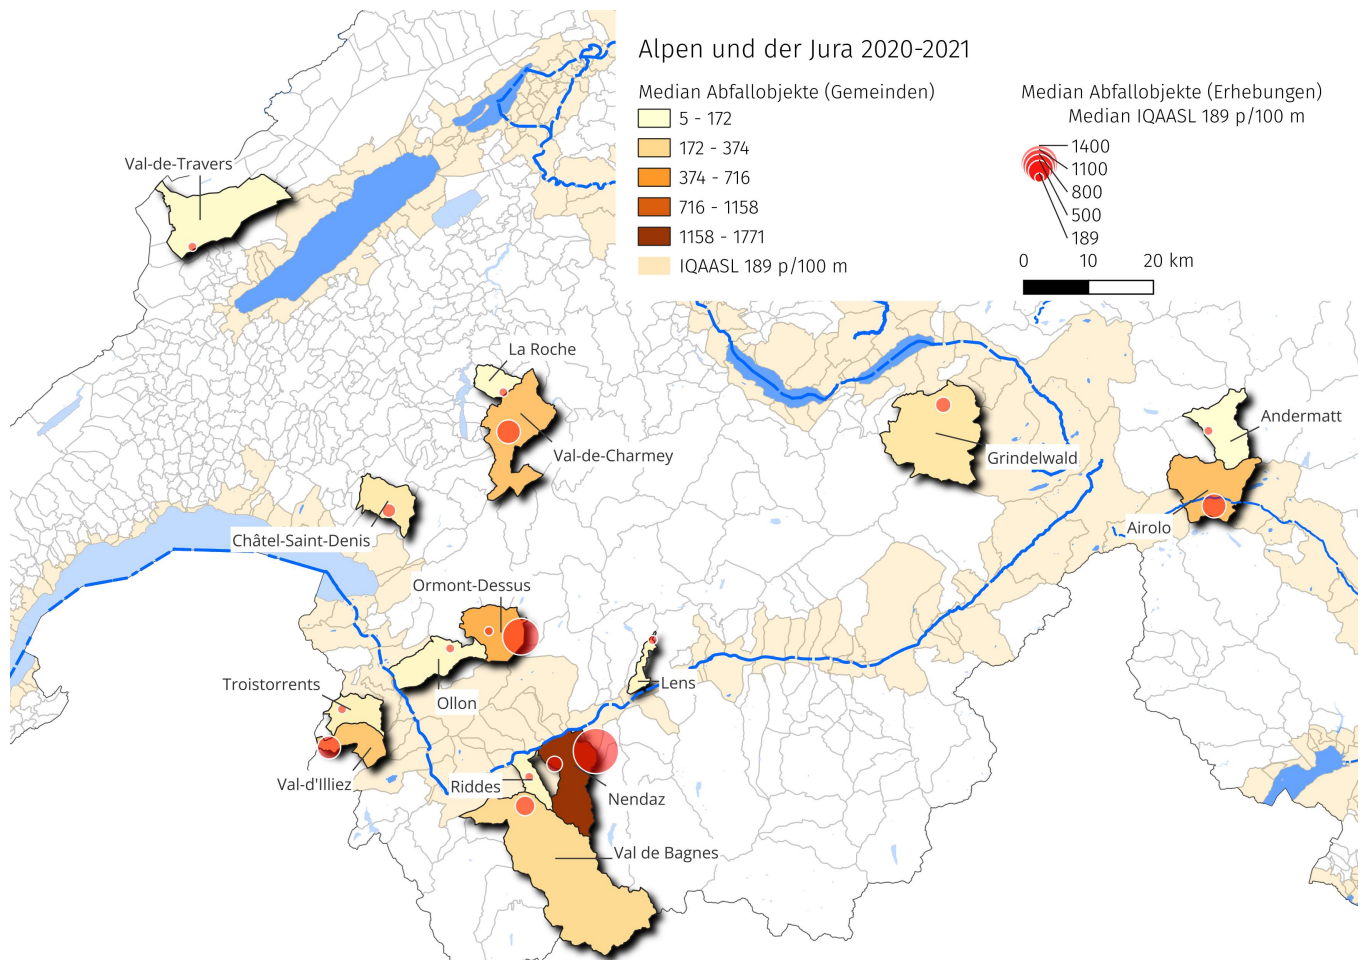 Alpen und der Jura 2020-2021
Median Abfallobjekte (Gemeinden)
5 - 172
172 - 374
374 - 716
716 - 1158
1158 - 1771
IQAASL 189 p/100 m
Median Abfallobjekte (Erhebungen)
Median IQAASL 189 p/100 m
1400
1100
800
500
189
0 10 20 km
Val-de-Travers
La Roche
Val-de-Charmey
Andermatt
Grindelwald
Airolo
Châtel-Saint-Denis
Ormont-Dessus
Troistorrents
Lens
Ollon
Val-d'Illiez
Riddes
Nendaz
Val de Bagnes